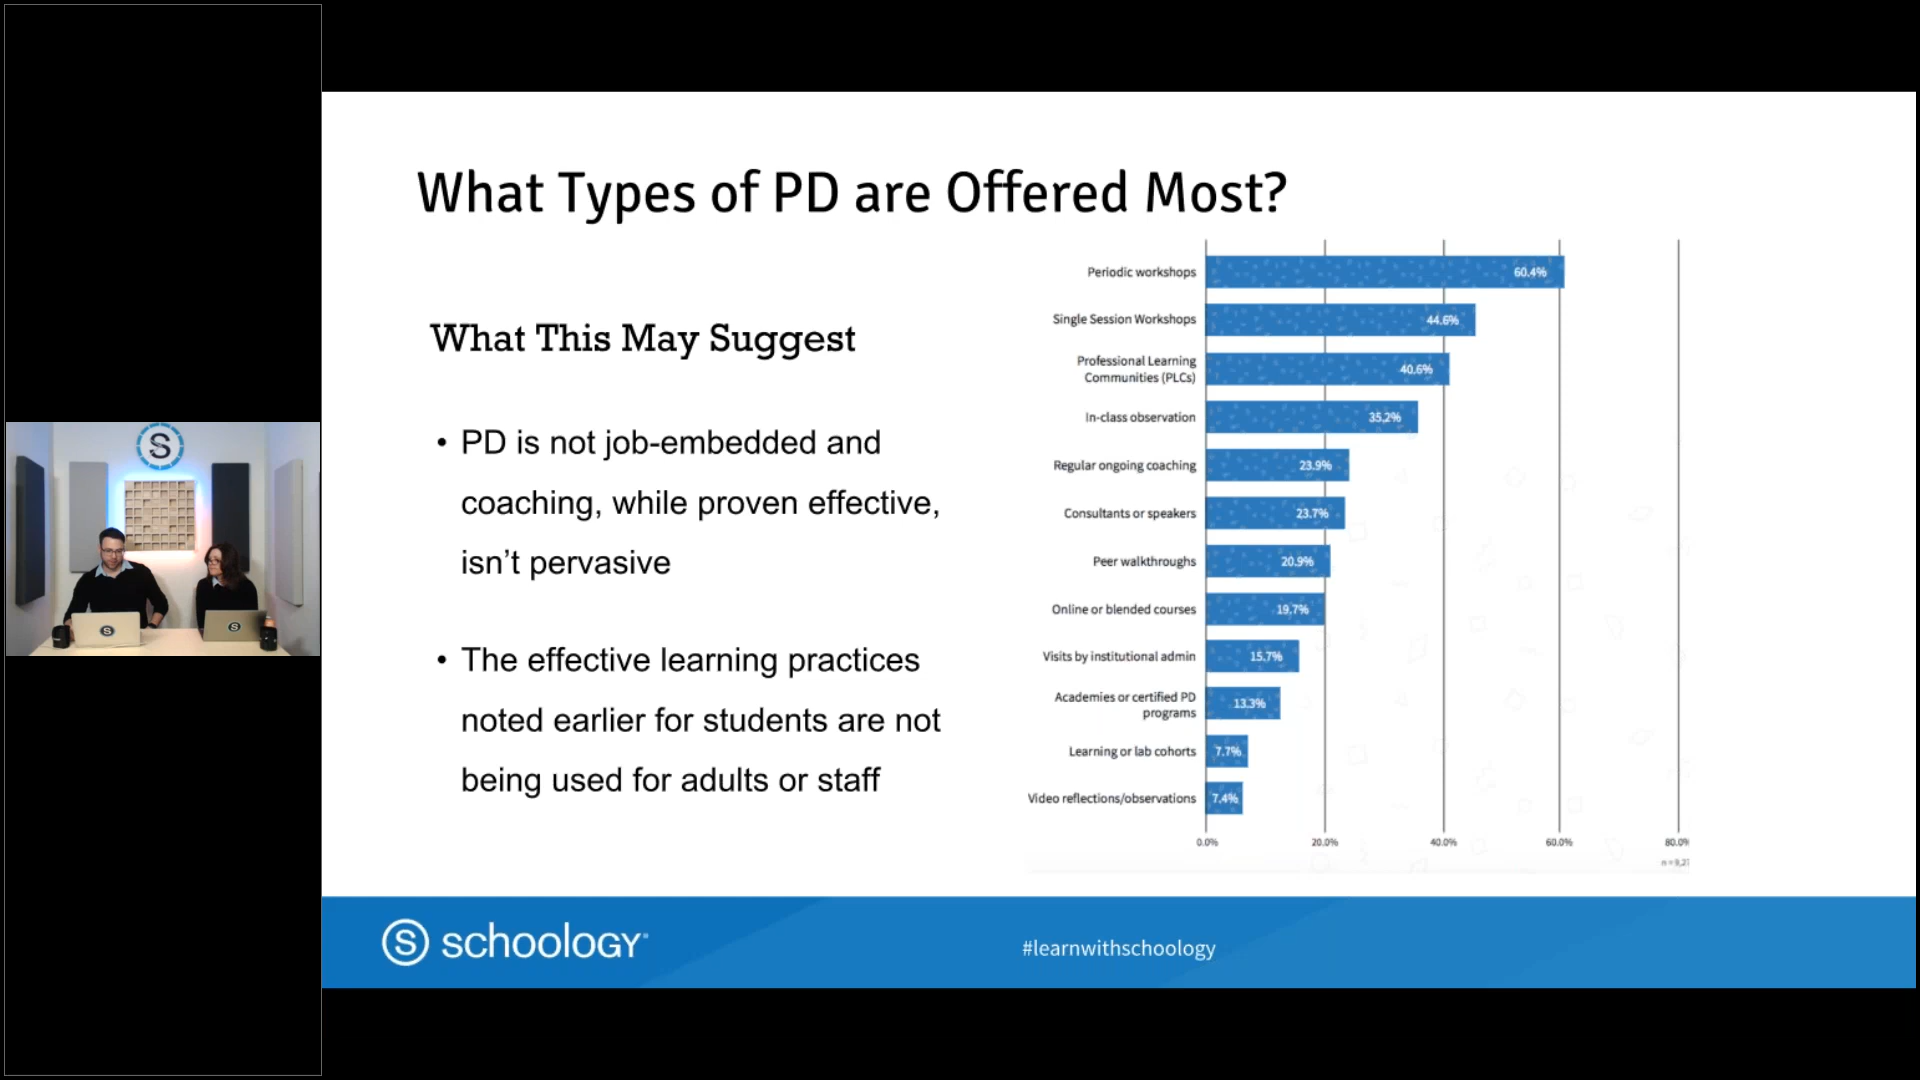 What Types of PD are Offered Most?
What This May Suggest
• PD is not job-embedded and
coaching, while proven effective,
isn’t pervasive
• The effective learning practices
noted earlier for students are not
being used for adults or staff
Periodic workshops
60.4%
Single Session Workshops
44.6%
Professional Learning
Communities (PLCs)
40.6%
In-class observation
35.2%
Regular ongoing coaching
23.9%
Consultants or speakers
23.7%
Peer walkthroughs
20.9%
Online or blended courses
19.7%
Visits by institutional admin
15.7%
Academies or certified PD
programs
13.3%
Learning or lab cohorts
7.7%
Video reflections/observations
7.4%
0.0% 20.0% 40.0% 60.0% 80.0%
S
S
S
S schoology
#learnwithschoology